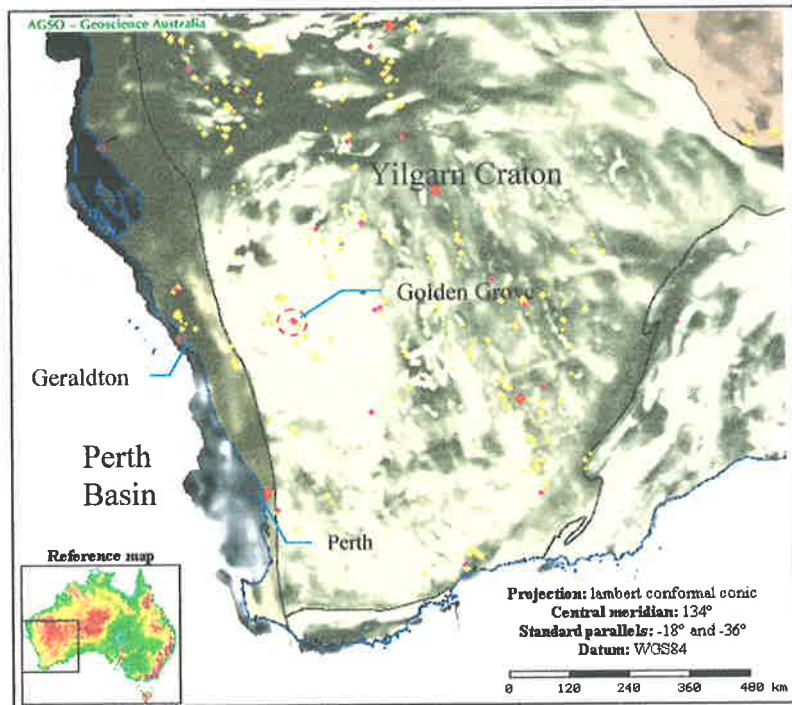 AGSO - Geoscience Australia
Yilgarn Craton
Golden Grove
Geraldton
Perth
Basin
Perth
Reference map
Projection: lambert conformal conic
Central meridian: 134°
Standard parallels: -18° and -36°
Datum: WGS84
0 120 240 360 480 km